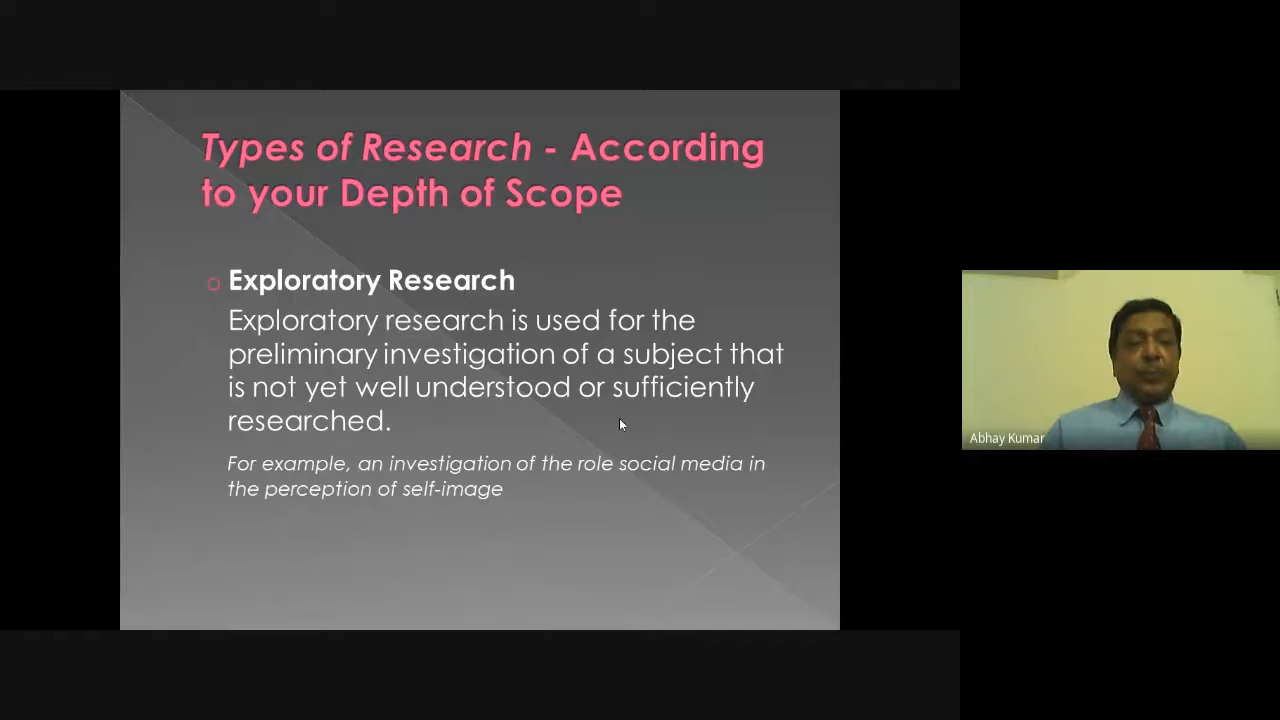 Types of Research - According
to your Depth of Scope
Exploratory Research
Exploratory research is used for the
preliminary investigation of a subject that
is not yet well understood or sufficiently
researched.
For example, an investigation of the role social media in
the perception of self-image
Abhay Kumar